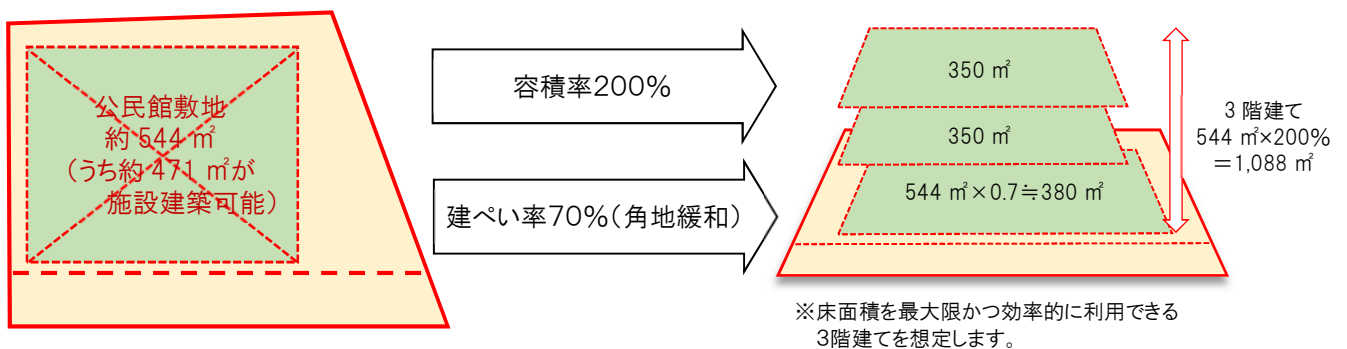 公民館敷地
約 544 ㎡
(うち約 471 ㎡が
施設建築可能)
容積率200%
建ぺい率70%(角地緩和)
350 ㎡
350 ㎡
544 ㎡×0.7≒380 ㎡
3 階建て
544 ㎡×200%
=1,088 ㎡
※床面積を最大限かつ効率的に利用できる
3階建てを想定します。